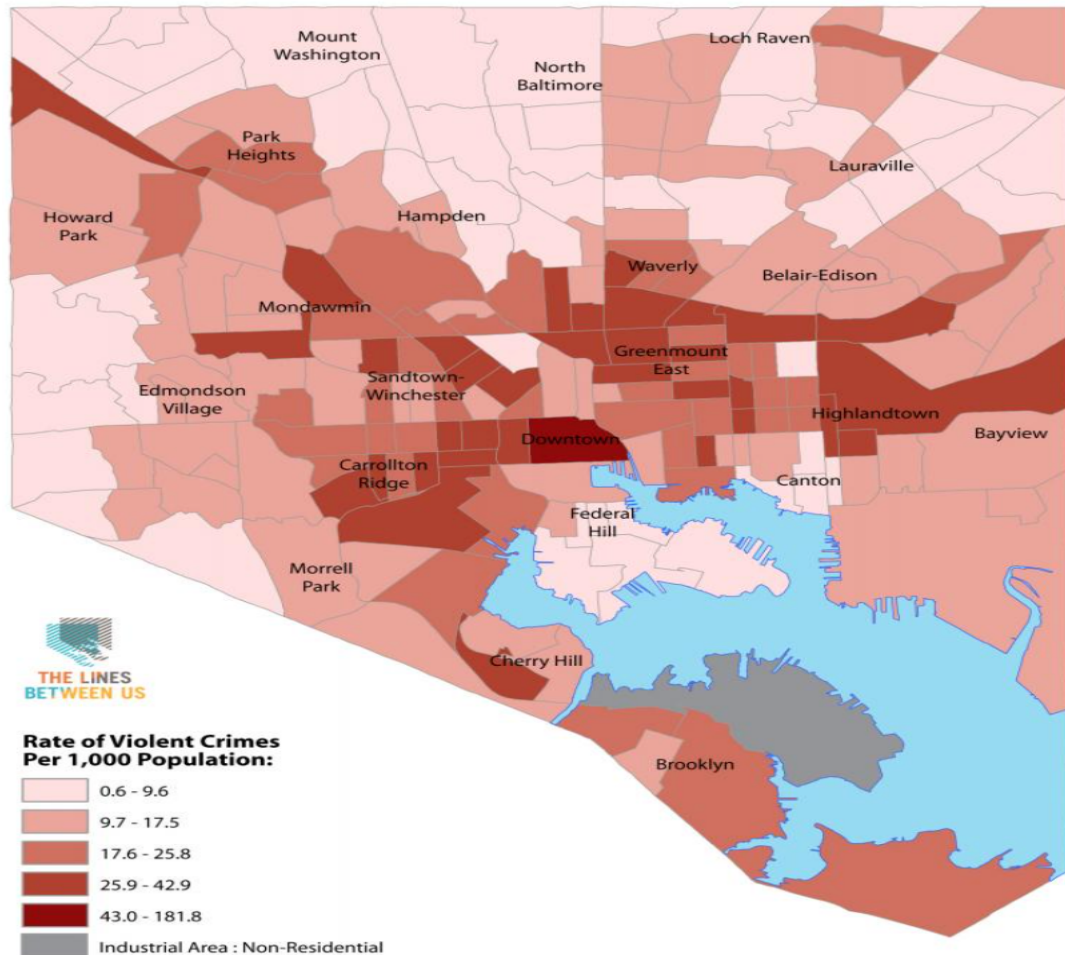 Mount
Washington
Loch Raven
North
Baltimore
Park
Heights
Lauraville
Howard
Park
Hampden
Waverly
Belair-Edison
Mondawmin
Greenmount
East
Sandtown-
Winchester
Edmondson
Village
Highlandtown
Bayview
Downtown
Carrollton
Ridge
Canton
Federal
Hill
Morrell
Park
Cherry Hill
THE LINES
BETWEEN US
Brooklyn
Rate of Violent Crimes
Per 1,000 Population:
0.6 - 9.6
9.7 - 17.5
17.6 - 25.8
25.9 - 42.9
43.0 - 181.8
Industrial Area : Non-Residential